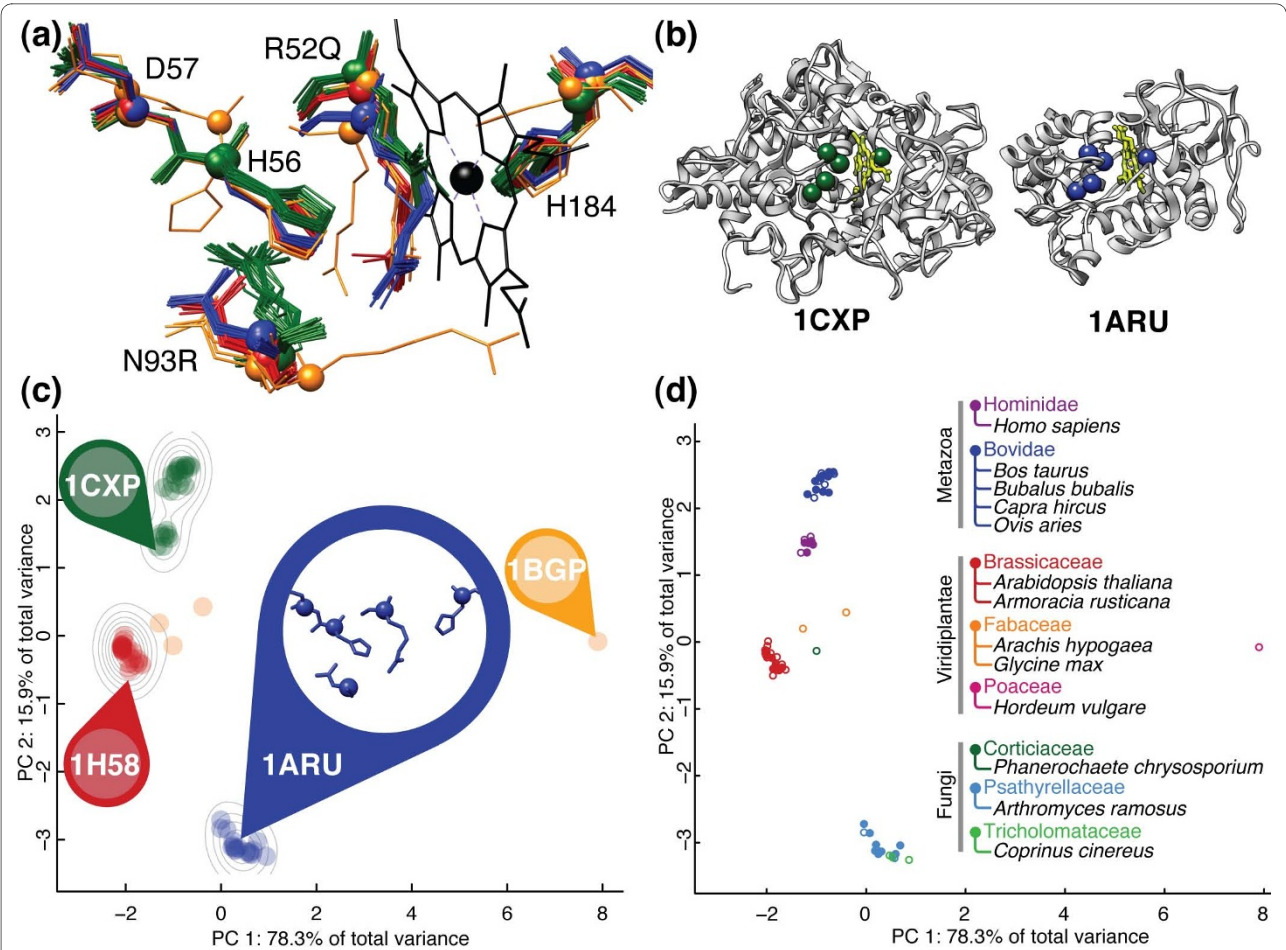 (a)
D57
R52Q
H56
H184
N93R
(b)
1CXP
1ARU
(c)
3
2
1
0
−1
−2
−3
PC 2: 15.9% of total variance
1CXP
1BGP
1H58
1ARU
−2
0
2
4
6
8
PC 1: 78.3% of total variance
(d)
3
2
1
0
−1
−2
−3
PC 2: 15.9% of total variance
Metazoa
Hominidae
Homo sapiens
Bovidae
Bos taurus
Bubalus bubalis
Capra hircus
Ovis aries
Viridiplantae
Brassicaceae
Arabidopsis thaliana
Armoracia rusticana
Fabaceae
Arachis hypogaea
Glycine max
Poaceae
Hordeum vulgare
Fungi
Corticiaceae
Phanerochaete chrysosporium
Psathyrellaceae
Arthromyces ramosus
Tricholomataceae
Coprinus cinereus
−2
0
2
4
6
8
PC 1: 78.3% of total variance